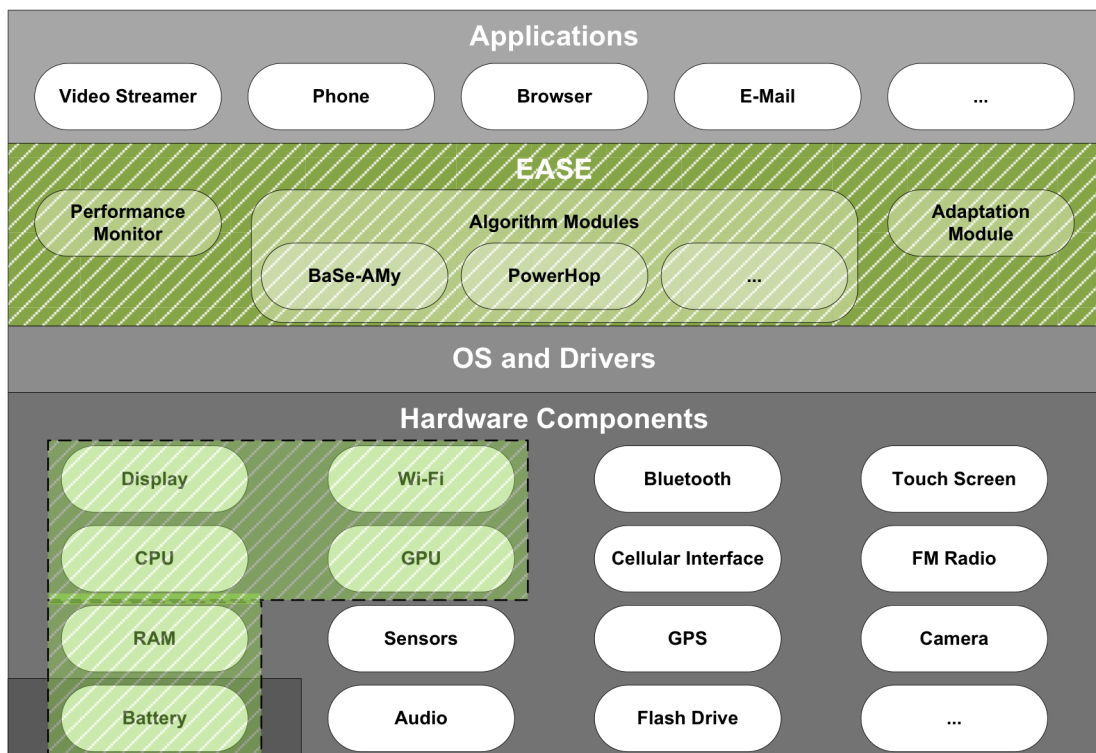 Applications
Video Streamer
Phone
Browser
E-Mail
...
EASE
Performance
Monitor
Algorithm Modules
Adaptation
Module
BaSe-AMy
PowerHop
...
OS and Drivers
Hardware Components
Display
Wi-Fi
Bluetooth
Touch Screen
CPU
GPU
Cellular Interface
FM Radio
RAM
Sensors
GPS
Camera
Battery
Audio
Flash Drive
...